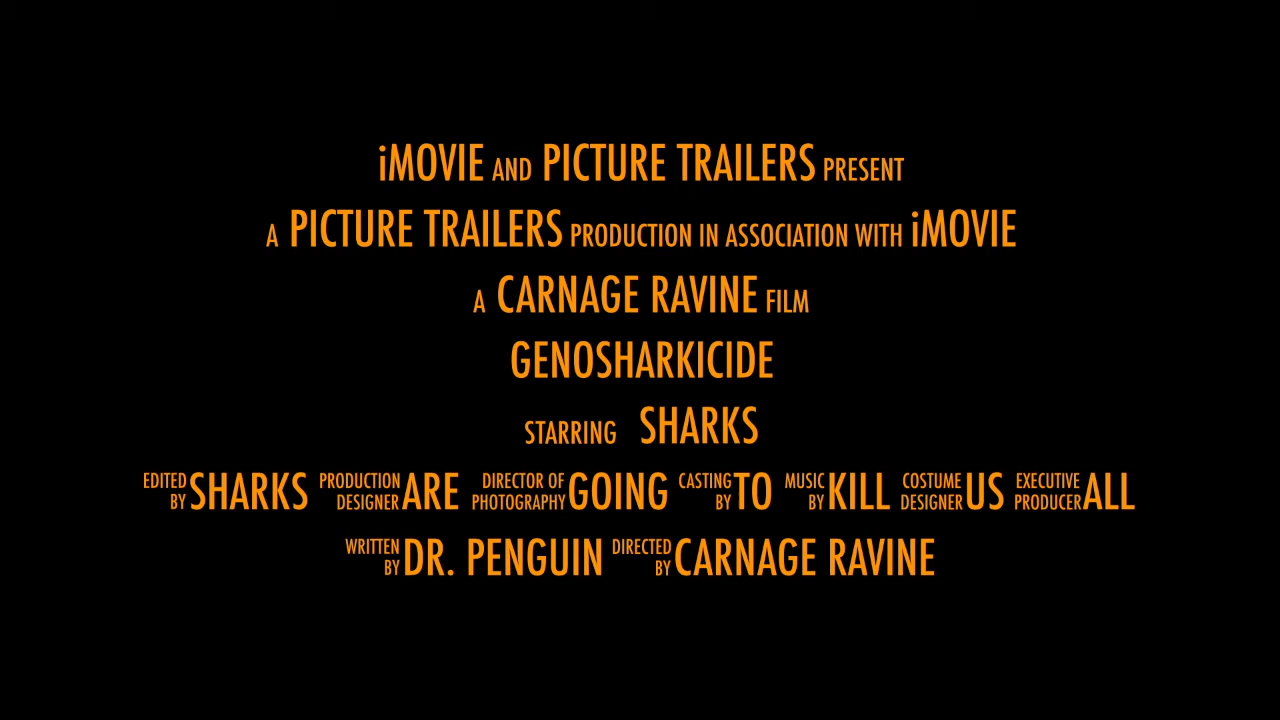 iMOVIE AND PICTURE TRAILERS PRESENT
A PICTURE TRAILERS PRODUCTION IN ASSOCIATION WITH iMOVIE
A CARNAGE RAVINE FILM
GENOSHARKICIDE
STARRING SHARKS
EDITED BY SHARKS PRODUCTION DESIGNER ARE DIRECTOR OF PHOTOGRAPHY GOING CASTING BY TO MUSIC BY KILL COSTUME DESIGNER US EXECUTIVE PRODUCER ALL
WRITTEN BY DR. PENGUIN DIRECTED BY CARNAGE RAVINE